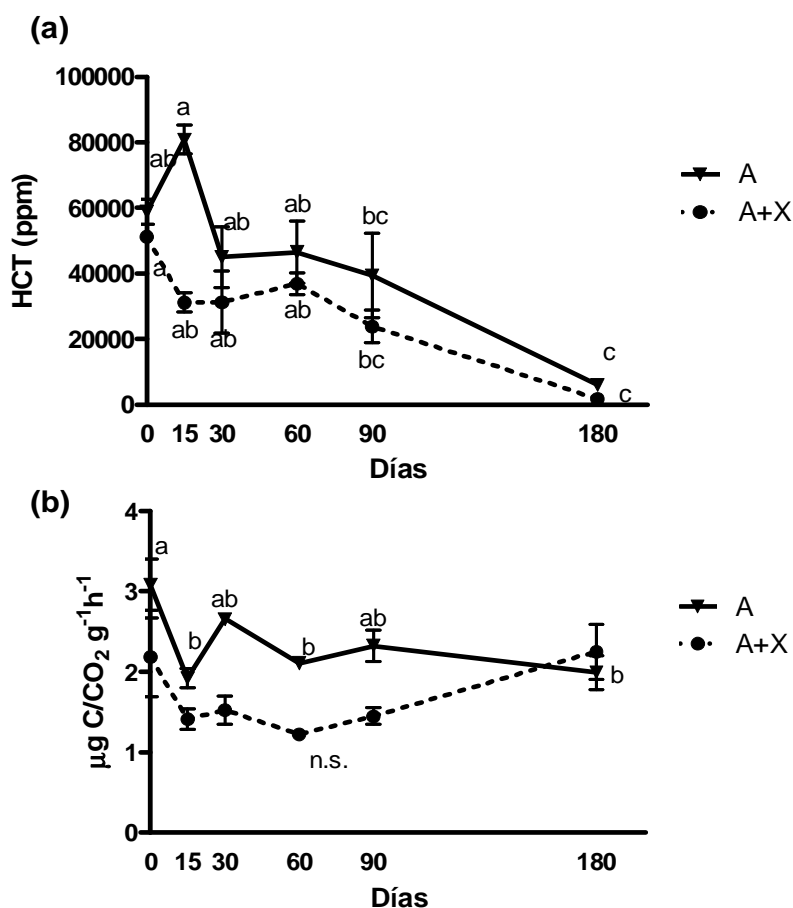 (a)
HCT (ppm)
100000
80000
60000
40000
20000
0
a
ab
ab
ab
bc
c
a
ab
ab
ab
bc
c
0 15 30 60 90 180
Días
A
A+X
(b)
µg C/CO₂ g⁻¹h⁻¹
4
3
2
1
0
a
b
ab
b
ab
b
n.s.
0 15 30 60 90 180
Días
A
A+X